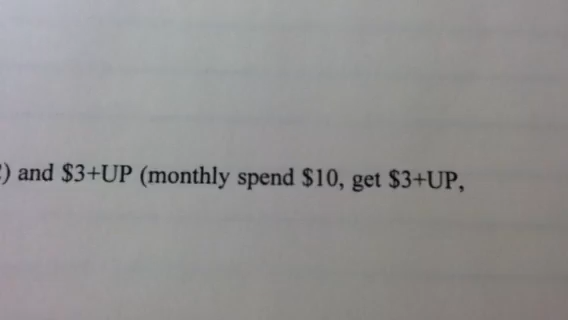 ) and $3+UP (monthly spend $10, get $3+UP,